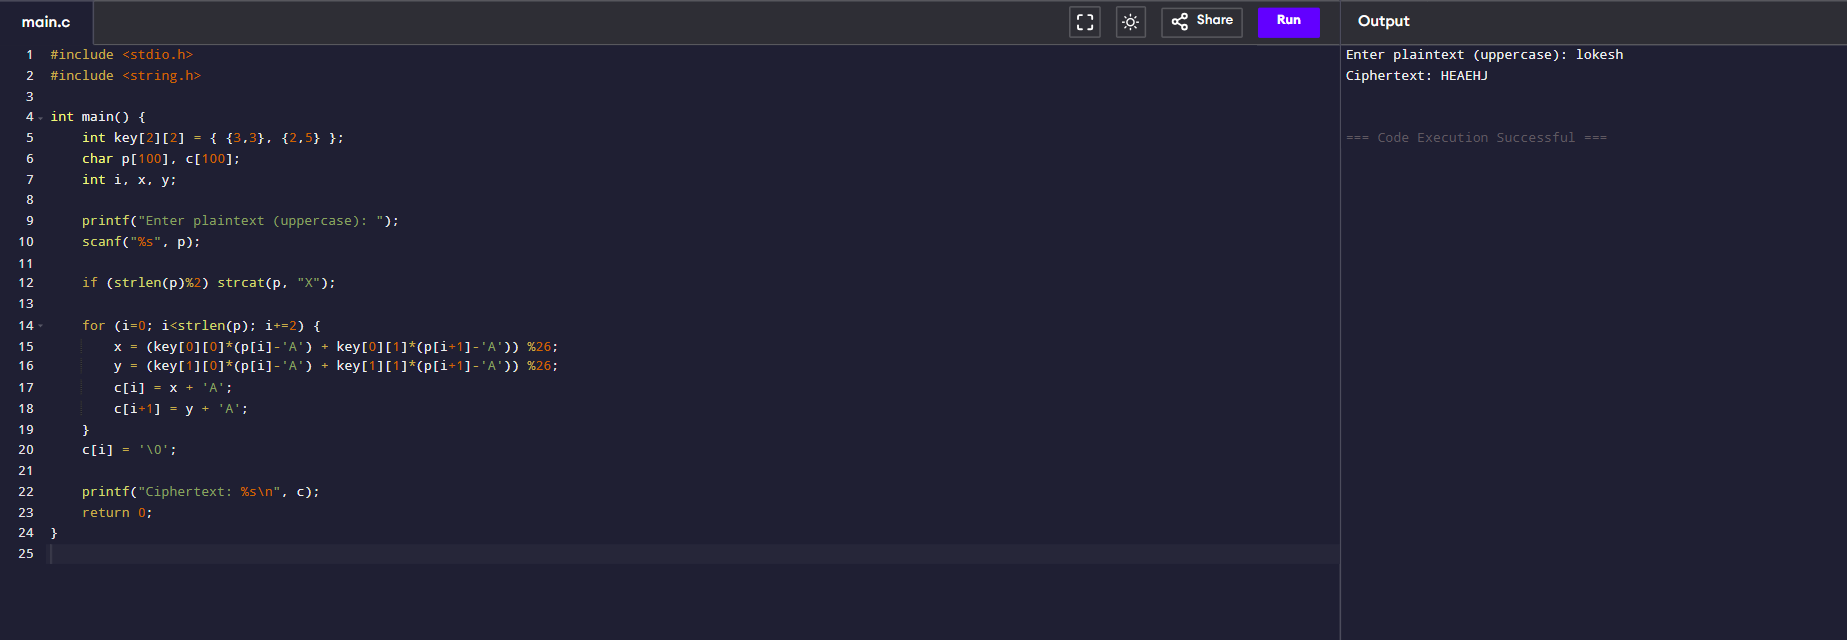 main.c
Share
Run
Output
1 #include <stdio.h>
2 #include <string.h>
3
4 int main() {
5     int key[2][2] = { {3,3}, {2,5} };
6     char p[100], c[100];
7     int i, x, y;
8
9     printf("Enter plaintext (uppercase): ");
10     scanf("%s", p);
11
12     if (strlen(p)%2) strcat(p, "X");
13
14     for (i=0; i<strlen(p); i+=2) {
15         x = (key[0][0]*(p[i]-'A') + key[0][1]*(p[i+1]-'A')) %26;
16         y = (key[1][0]*(p[i]-'A') + key[1][1]*(p[i+1]-'A')) %26;
17         c[i] = x + 'A';
18         c[i+1] = y + 'A';
19     }
20     c[i] = '\0';
21
22     printf("Ciphertext: %s\n", c);
23     return 0;
24 }
25
Enter plaintext (uppercase): lokesh
Ciphertext: HEAEHJ
=== Code Execution Successful ===